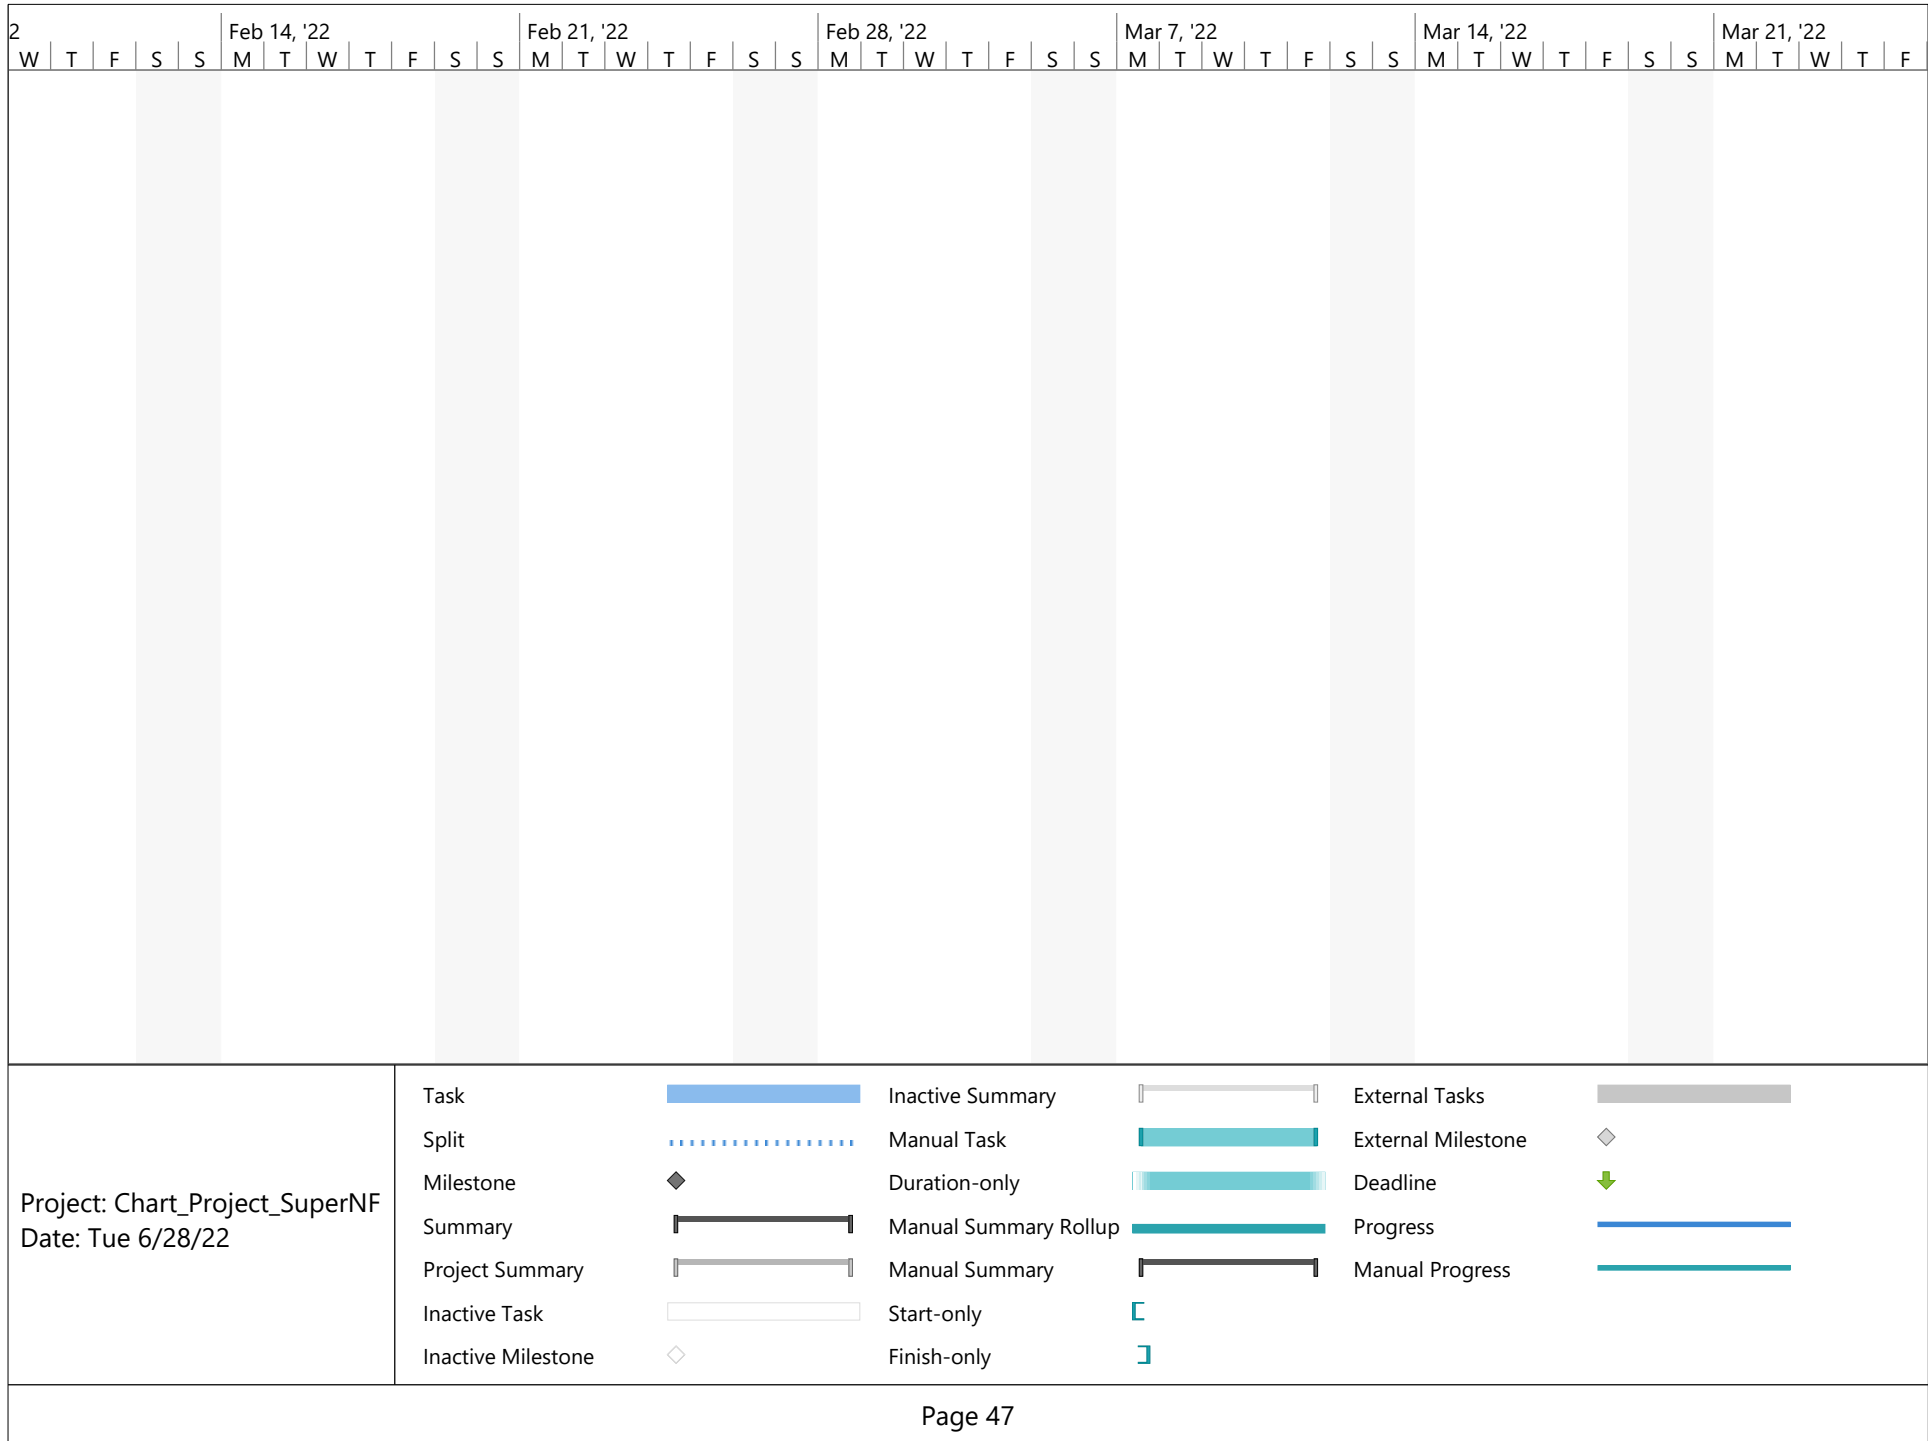 2 Feb 14, '22 Feb 21, '22 Feb 28, '22 Mar 7, '22 Mar 14, '22 Mar 21, '22
W T F S S M T W T F S S M T W T F S S M T W T F S S M T W T F S S M T W T F S S M T W T F
Task Inactive Summary External Tasks
Split Manual Task External Milestone
Milestone Duration-only Deadline
Project: Chart_Project_SuperNF
Date: Tue 6/28/22
Summary Manual Summary Rollup Progress
Project Summary Manual Summary Manual Progress
Inactive Task Start-only
Inactive Milestone Finish-only
Page 47